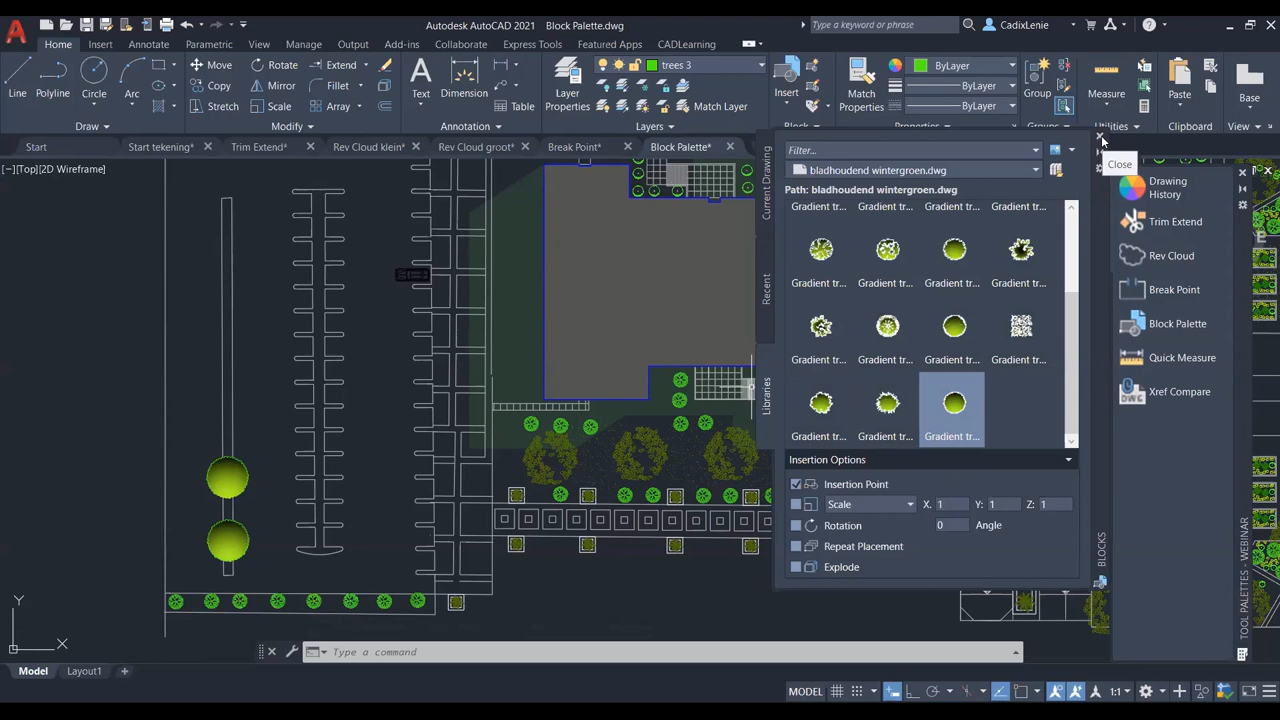 Autodesk AutoCAD 2021 Block Palette.dwg
Type a keyword or phrase
CadixLenie
Home Insert Annotate Parametric View Manage Output Add-ins Collaborate Express Tools Featured Apps CADLearning
Line Polyline Circle Arc
Move Rotate Extend
Copy Mirror Fillet
Stretch Scale Array
Text Dimension Table
Layer Properties
trees 3
Match Layer
Insert
Match Properties
ByLayer
ByLayer
ByLayer
Group
Measure
Paste
Base
Draw Modify Annotation Layers Block Properties Groups Utilities Clipboard View
Start Start tekening* Trim Extend* Rev Cloud klein* Rev Cloud groot* Break Point* Block Palette*
[−][Top][2D Wireframe]
Close
Current Drawing
Recent
Libraries
Filter...
bladhoudend wintergroen.dwg
Path: bladhoudend wintergroen.dwg
Gradient tr... Gradient tr... Gradient tr... Gradient tr...
Gradient tr... Gradient tr... Gradient tr... Gradient tr...
Gradient tr... Gradient tr... Gradient tr... Gradient tr...
Gradient tr... Gradient tr... Gradient tr...
Insertion Options
Insertion Point
Scale X: 1 Y: 1 Z: 1
Rotation 0 Angle
Repeat Placement
Explode
BLOCKS
Drawing History
Trim Extend
Rev Cloud
Break Point
Block Palette
Quick Measure
Xref Compare
TOOL PALETTES - WEBINAR
Y
X
Type a command
Model Layout1 +
MODEL
1:1